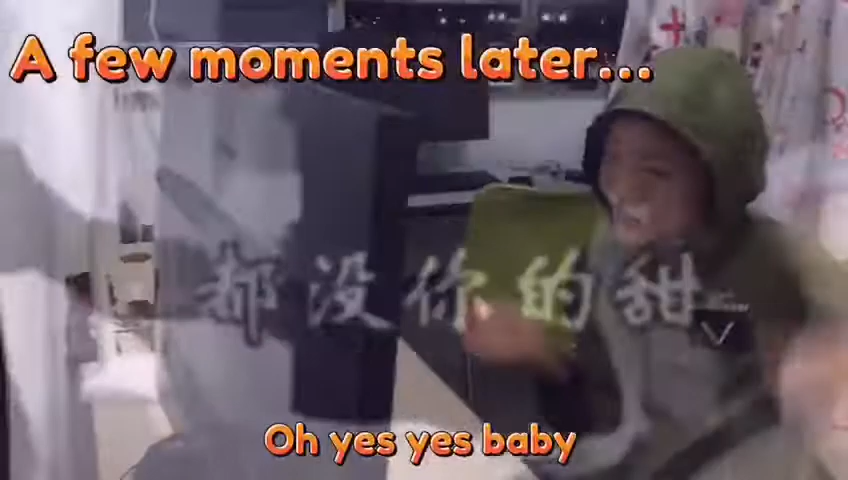 A few moments later...
都没你的甜
Oh yes yes baby